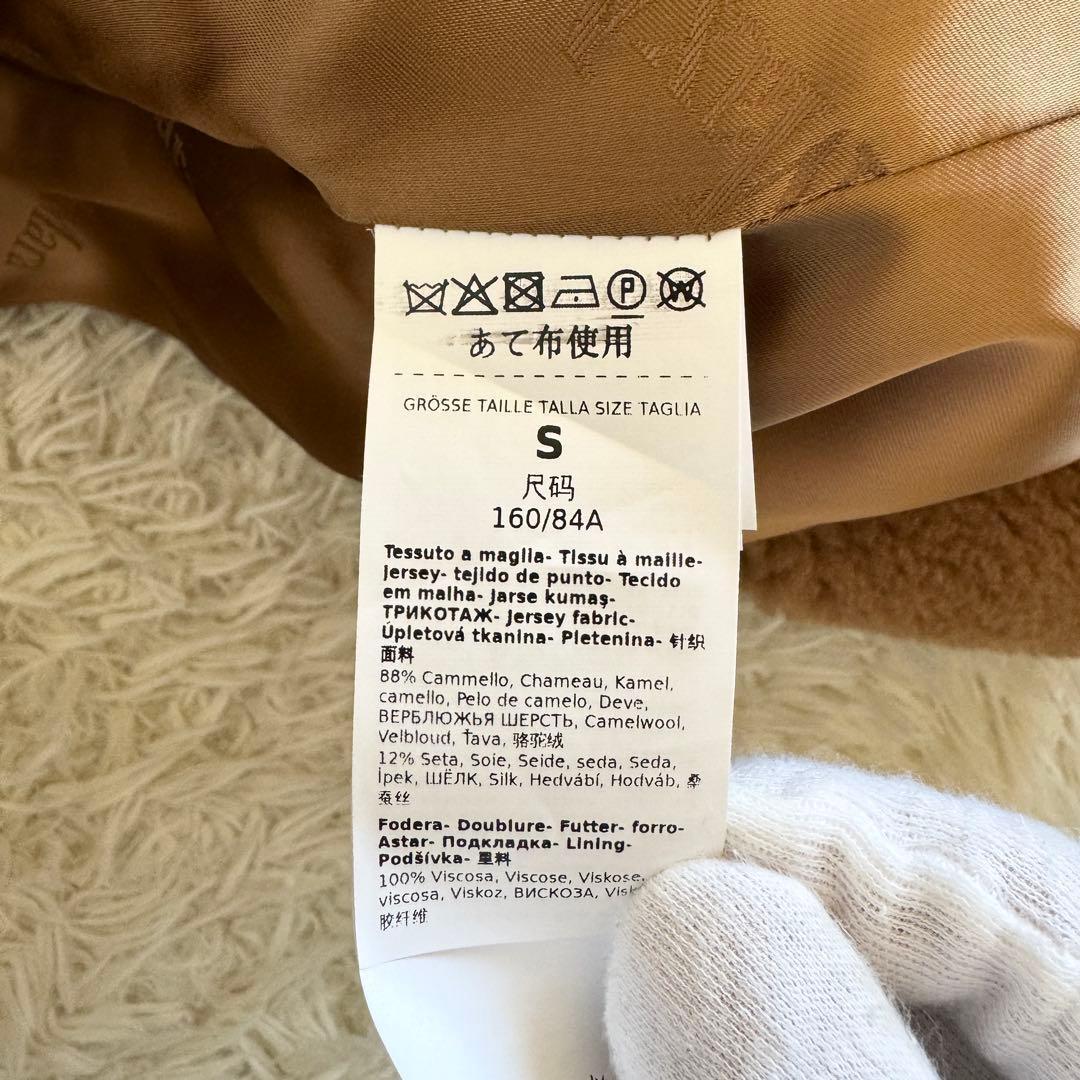 P W
あて布使用
GRÖSSE TAILLE TALLA SIZE TAGLIA
S
尺码
160/84A
Tessuto a maglia- Tissu à maille-
Jersey- tejido de punto- Tecido
em malha- Jarse kumaş-
ТРИКОТАЖ- Jersey fabric-
Úpletová tkanina- Pletenina- 针织
面料
88% Cammello, Chameau, Kamel,
camello, Pelo de camelo, Deve,
ВЕРБЛЮЖЬЯ ШЕРСТЬ, Camelwool,
Velbloud, Ťava, 骆驼绒
12% Seta, Soie, Seide, seda, Seda,
İpek, ШЁЛК, Silk, Hedvábí, Hodváb, 桑
蚕丝
Fodera- Doublure- Futter- forro-
Astar- Подкладка- Lining-
Podšívka- 里料
100% Viscosa, Viscose, Viskose,
viscosa, Viskoz, ВИСКОЗА,
胶纤维